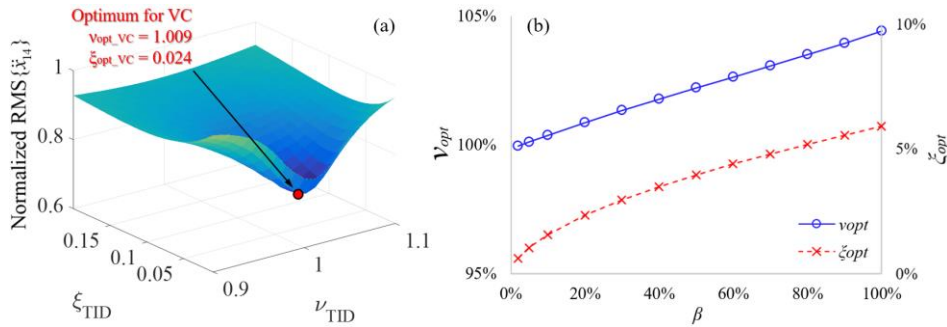 Optimum for VC
νopt_VC = 1.009
ξopt_VC = 0.024
(a)
Normalized RMS{ẍ14}
1
0.8
0.6
0.15
0.1
0.05
0.9
1
1.1
ξTID
νTID
(b)
105%
100%
95%
νopt
10%
5%
0%
ξopt
vopt
ξopt
0%
20%
40%
60%
80%
100%
β